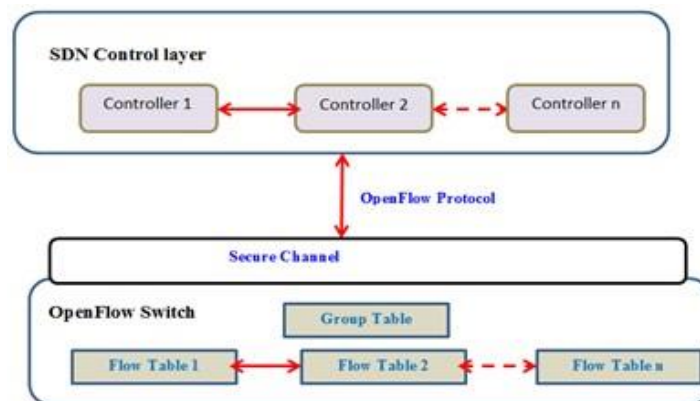 SDN Control layer
Controller 1
Controller 2
Controller n
OpenFlow Protocol
Secure Channel
OpenFlow Switch
Group Table
Flow Table 1
Flow Table 2
Flow Table n